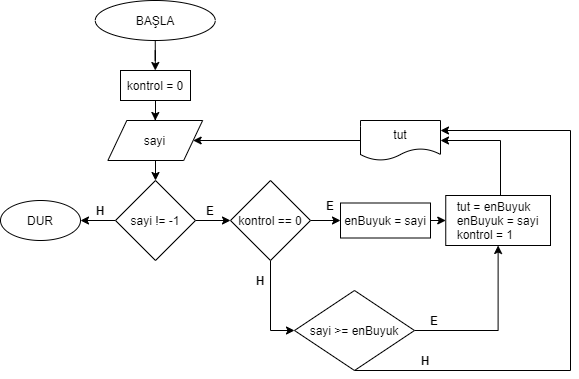 BAŞLA
kontrol = 0
sayi
tut
sayi != -1
H
DUR
E
kontrol == 0
E
enBuyuk = sayi
tut = enBuyuk
enBuyuk = sayi
kontrol = 1
H
sayi >= enBuyuk
E
H